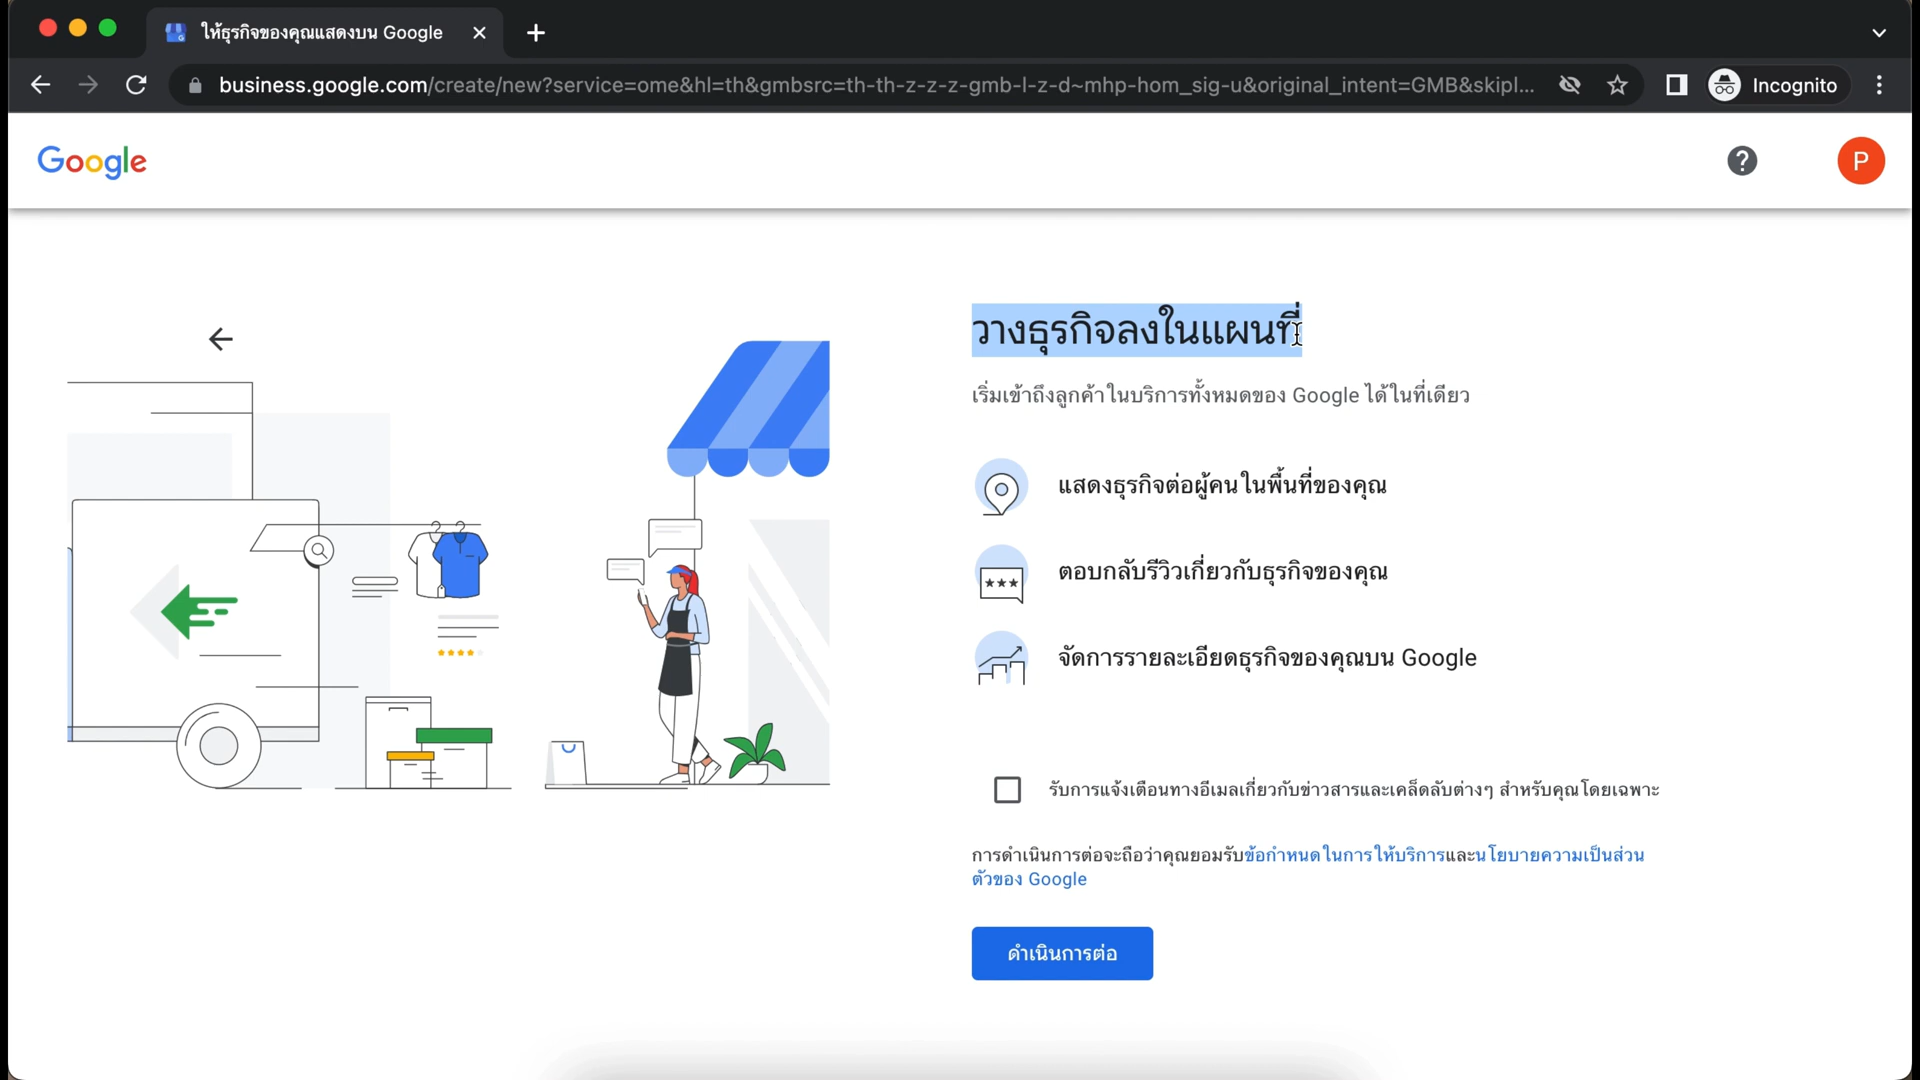 ให้ธุรกิจของคุณแสดงบน Google
business.google.com/create/new?service=ome&hl=th&gmbsrc=th-th-z-z-z-gmb-l-z-d~mhp-hom_sig-u&original_intent=GMB&skipl...
Incognito
Google
P
วางธุรกิจลงในแผนที่
เริ่มเข้าถึงลูกค้าในบริการทั้งหมดของ Google ได้ในที่เดียว
แสดงธุรกิจต่อผู้คนในพื้นที่ของคุณ
ตอบกลับรีวิวเกี่ยวกับธุรกิจของคุณ
จัดการรายละเอียดธุรกิจของคุณบน Google
รับการแจ้งเตือนทางอีเมลเกี่ยวกับข่าวสารและเคล็ดลับต่างๆ สำหรับคุณโดยเฉพาะ
การดำเนินการต่อจะถือว่าคุณยอมรับข้อกำหนดในการให้บริการและนโยบายความเป็นส่วน
ตัวของ Google
ดำเนินการต่อ